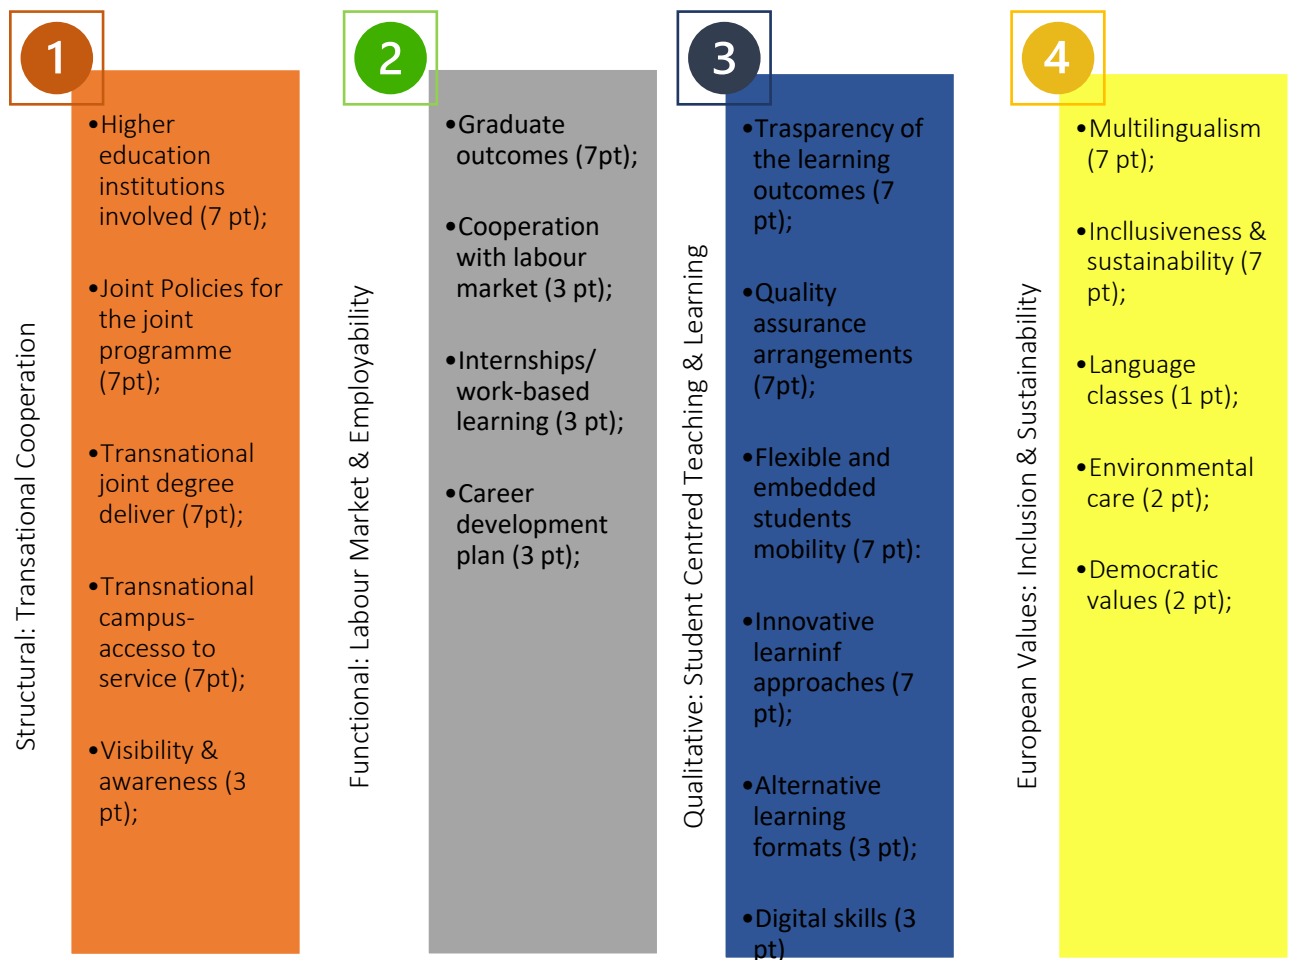 1
Structural: Transational Cooperation
•Higher
education
institutions
involved (7 pt);
•Joint Policies for
the joint
programme
(7pt);
•Transnational
joint degree
deliver (7pt);
•Transnational
campus-
accesso to
service (7pt);
•Visibility &
awareness (3
pt);
2
Functional: Labour Market & Employability
•Graduate
outcomes (7pt);
•Cooperation
with labour
market (3 pt);
•Internships/
work-based
learning (3 pt);
•Career
development
plan (3 pt);
3
Qualitative: Student Centred Teaching & Learning
•Trasparency of
the learning
outcomes (7
pt);
•Quality
assurance
arrangements
(7pt);
•Flexible and
embedded
students
mobility (7 pt):
•Innovative
learninf
approaches (7
pt);
•Alternative
learning
formats (3 pt);
•Digital skills (3
pt)
4
European Values: Inclusion & Sustainability
•Multilingualism
(7 pt);
•Incllusiveness &
sustainability (7
pt);
•Language
classes (1 pt);
•Environmental
care (2 pt);
•Democratic
values (2 pt);